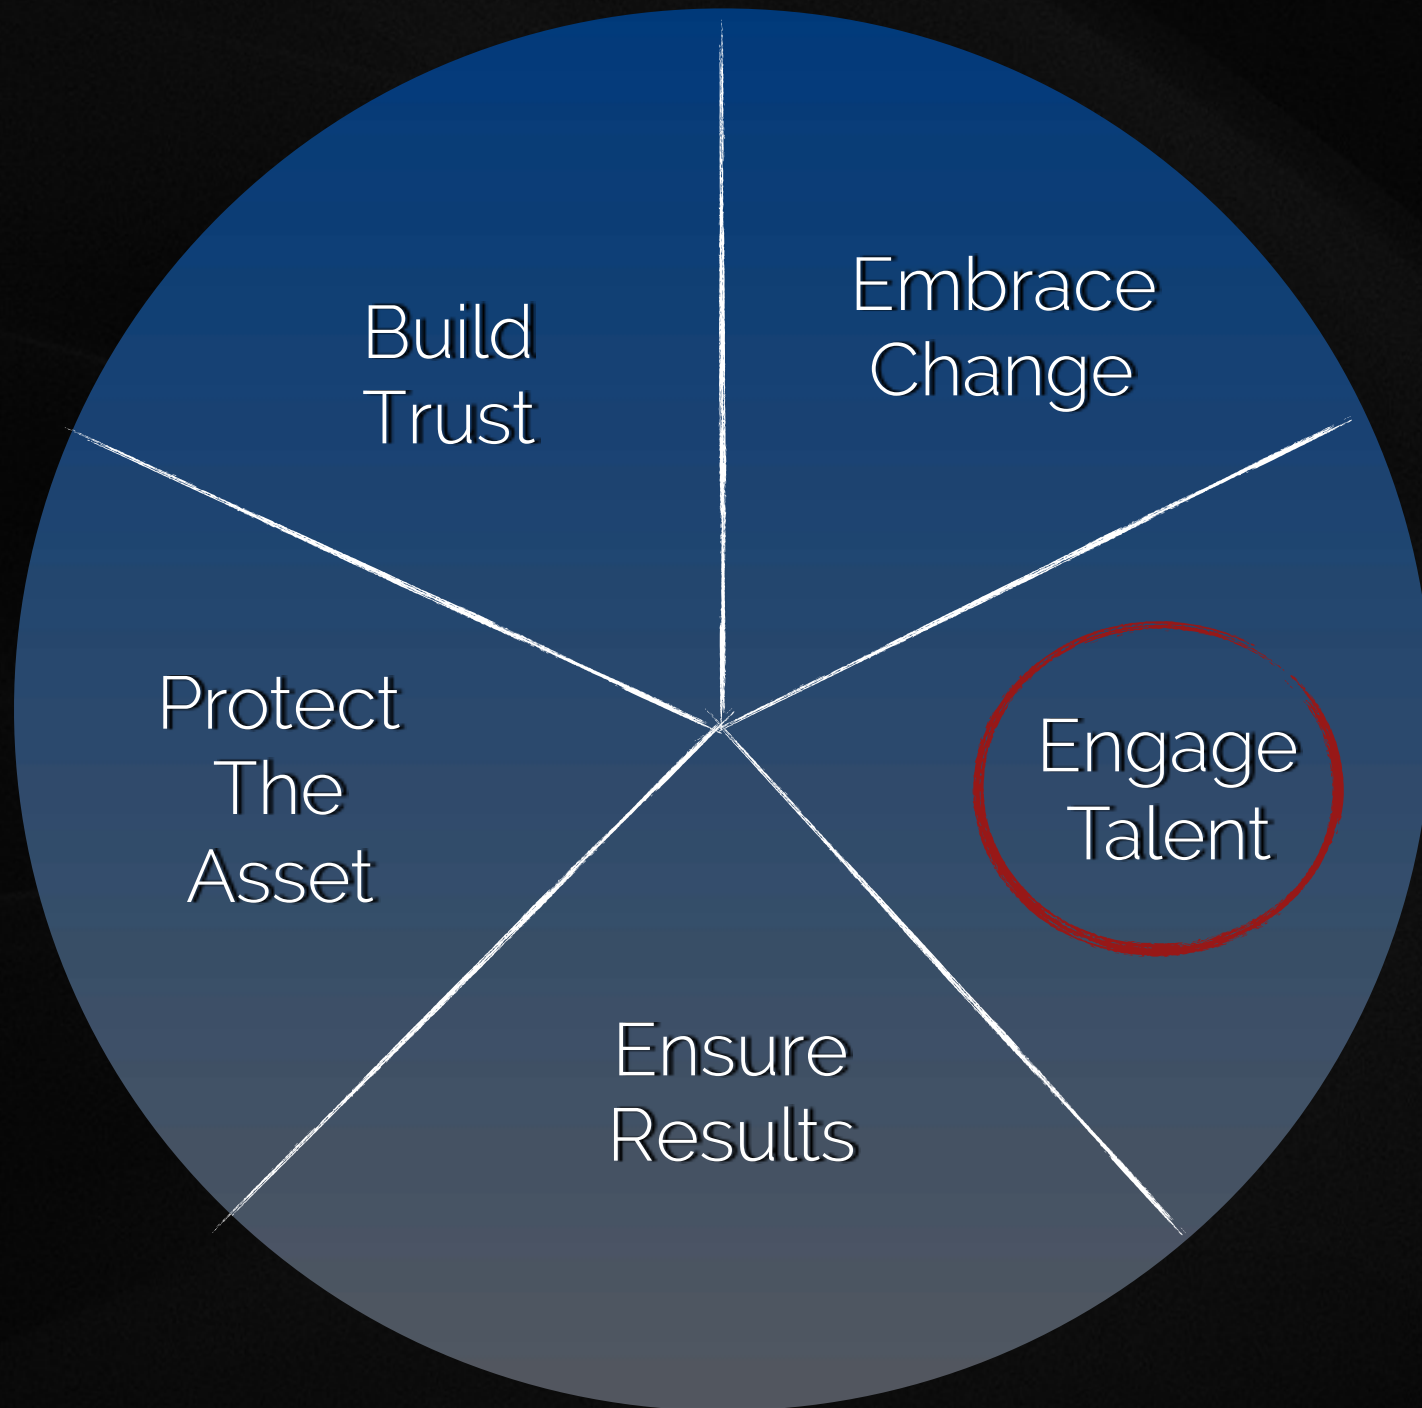 Build
Trust
Embrace
Change
Engage
Talent
Ensure
Results
Protect
The
Asset